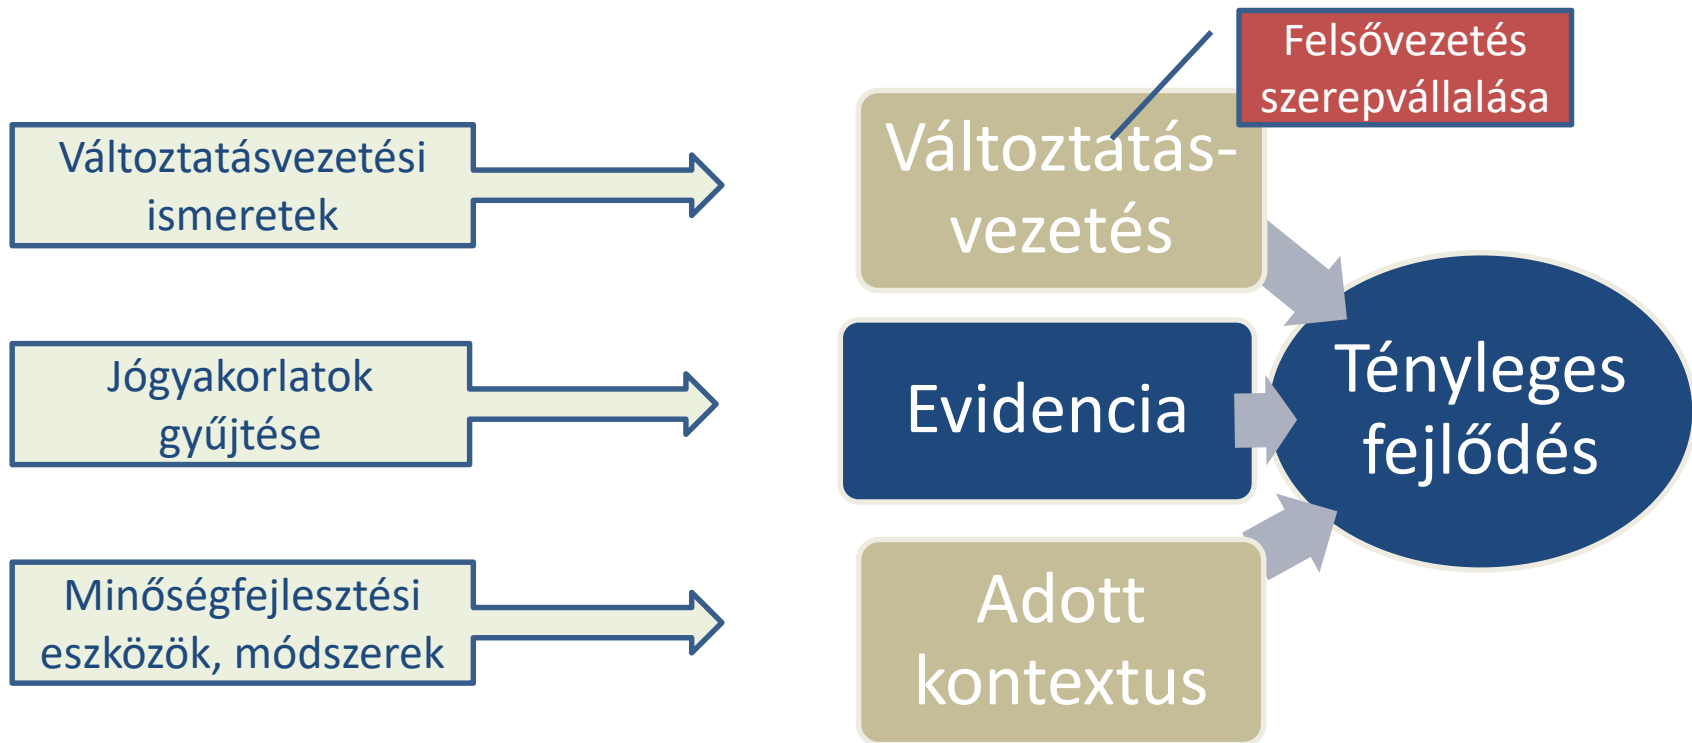 Felsővezetés
szerepvállalása
Változtatásvezetési
ismeretek
Változtatás-
vezetés
Jógyakorlatok
gyűjtése
Evidencia
Tényleges
fejlődés
Minőségfejlesztési
eszközök, módszerek
Adott
kontextus